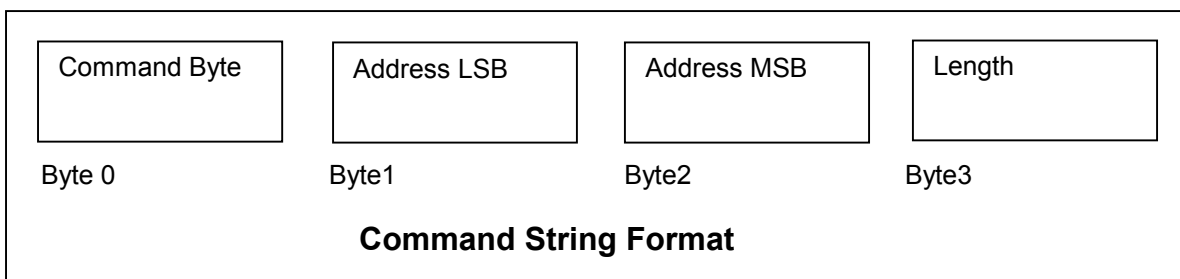 Command Byte Address LSB Address MSB Length
Byte 0 Byte1 Byte2 Byte3
Command String Format